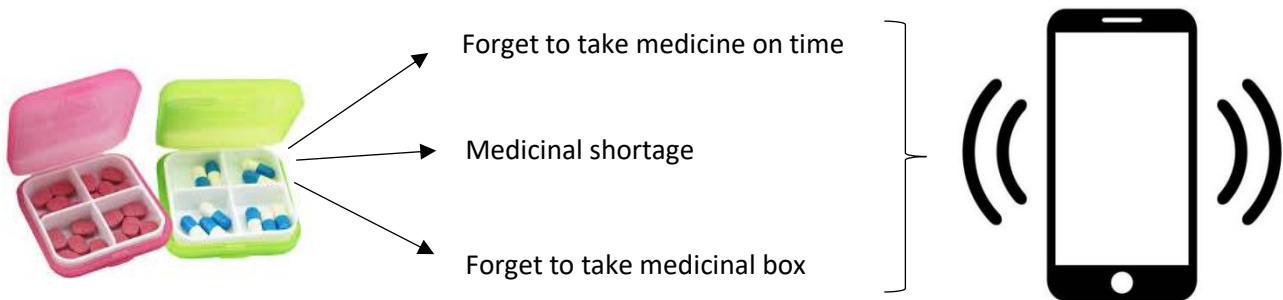 Forget to take medicine on time
Medicinal shortage
Forget to take medicinal box